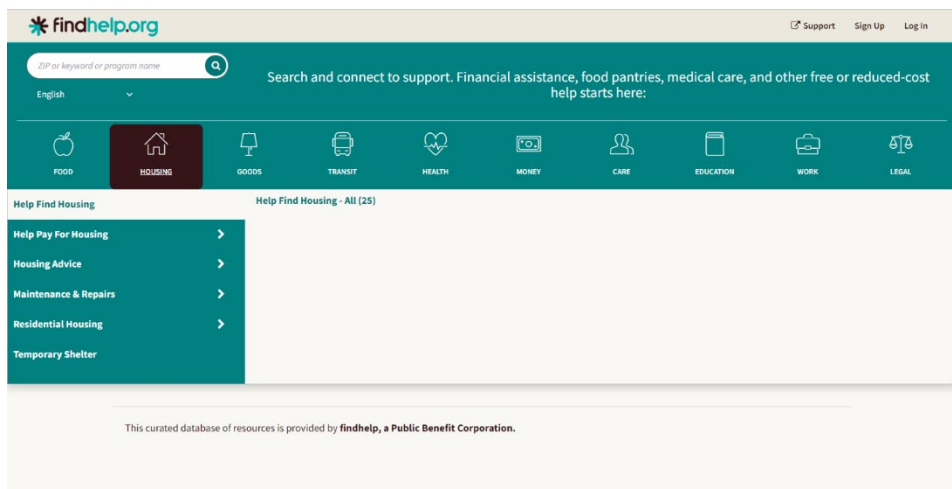 findhelp.org
Support Sign Up Log In
ZIP or keyword or program name
English
Search and connect to support. Financial assistance, food pantries, medical care, and other free or reduced-cost
help starts here:
FOOD HOUSING GOODS TRANSIT HEALTH MONEY CARE EDUCATION WORK LEGAL
Help Find Housing
Help Find Housing - All (25)
Help Pay For Housing
Housing Advice
Maintenance & Repairs
Residential Housing
Temporary Shelter
This curated database of resources is provided by findhelp, a Public Benefit Corporation.